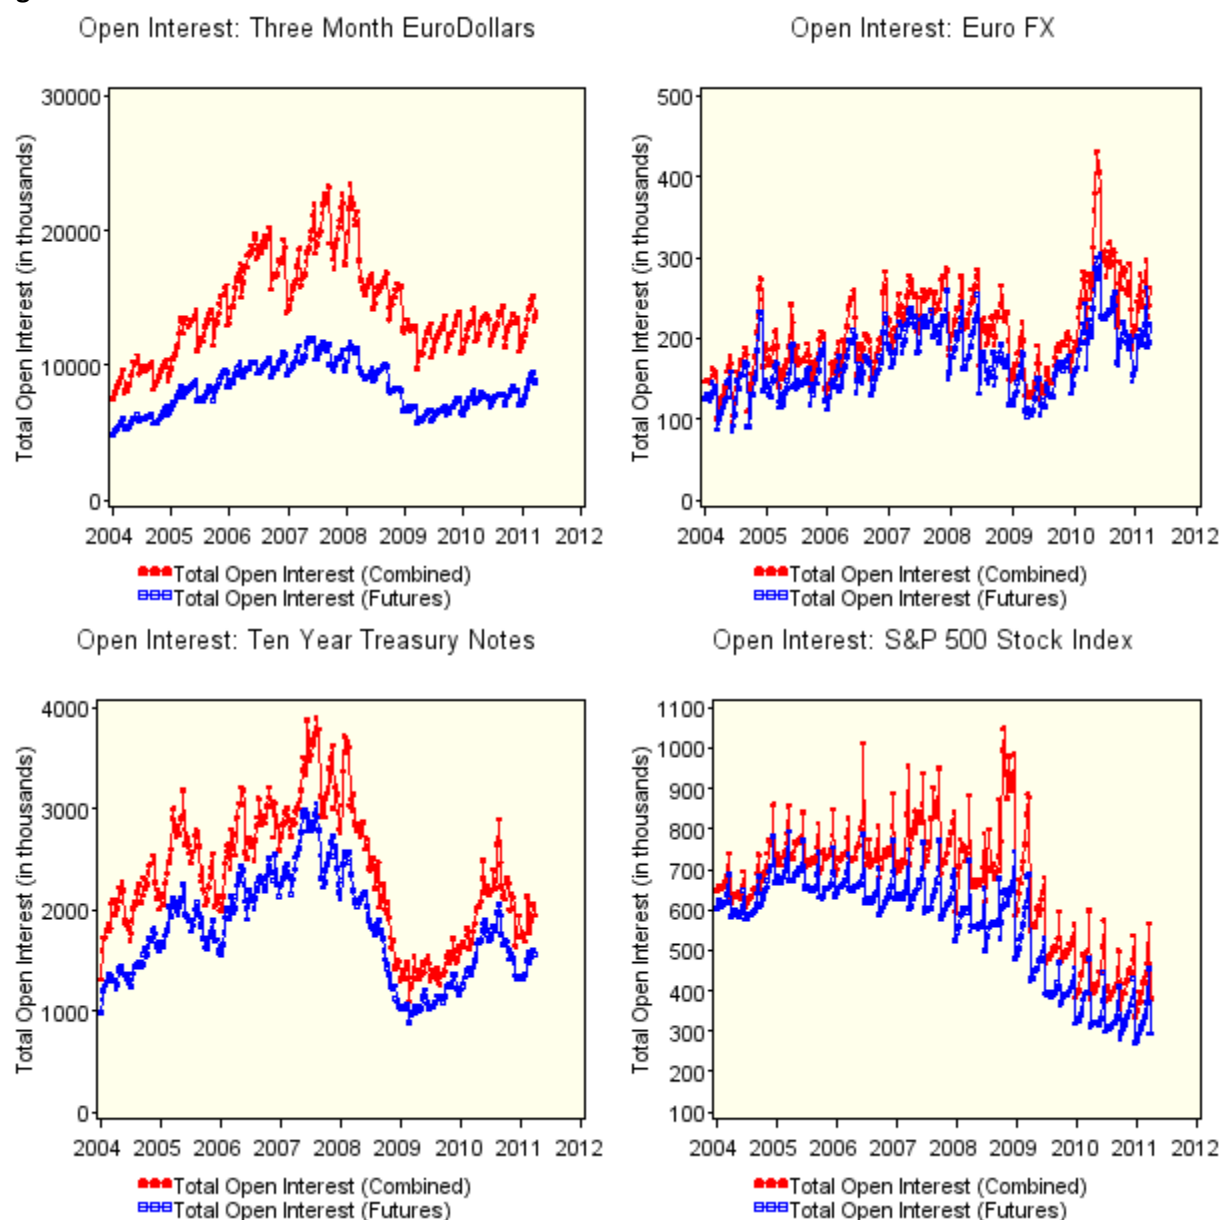 Open Interest: Three Month EuroDollars
Total Open Interest (in thousands)
30000
20000
10000
0
2004 2005 2006 2007 2008 2009 2010 2011 2012
Total Open Interest (Combined)
Total Open Interest (Futures)
Open Interest: Euro FX
Total Open Interest (in thousands)
500
400
300
200
100
0
2004 2005 2006 2007 2008 2009 2010 2011 2012
Total Open Interest (Combined)
Total Open Interest (Futures)
Open Interest: Ten Year Treasury Notes
Total Open Interest (in thousands)
4000
3000
2000
1000
0
2004 2005 2006 2007 2008 2009 2010 2011 2012
Total Open Interest (Combined)
Total Open Interest (Futures)
Open Interest: S&P 500 Stock Index
Total Open Interest (in thousands)
1100
1000
900
800
700
600
500
400
300
200
100
2004 2005 2006 2007 2008 2009 2010 2011 2012
Total Open Interest (Combined)
Total Open Interest (Futures)